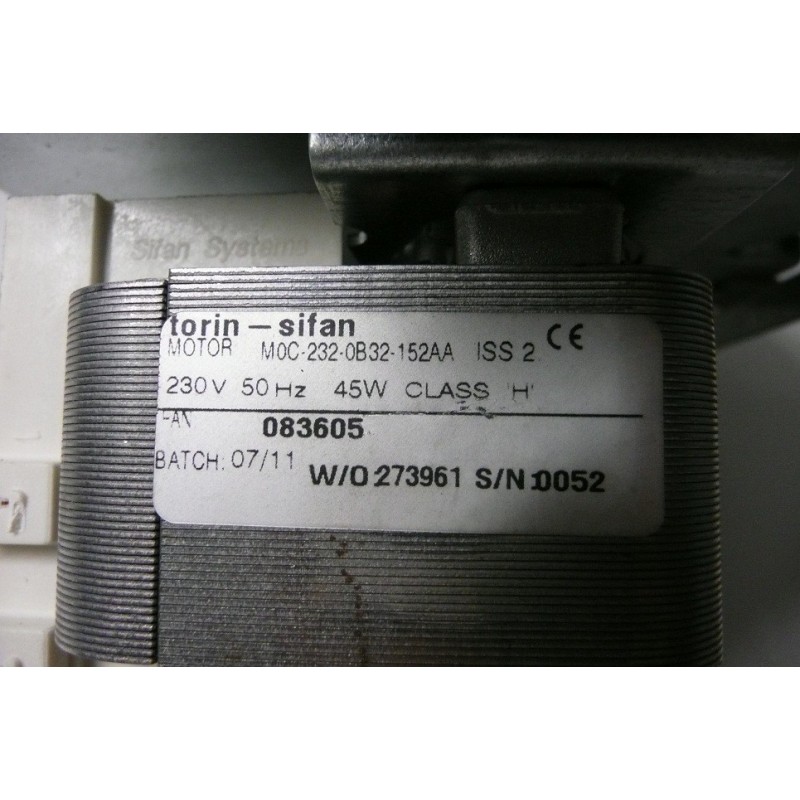 Sifan Systems
torin-sifan CE
MOTOR M0C-232-0B32-152AA ISS 2
230V 50Hz 45W CLASS 'H'
FAN 083605
BATCH: 07/11 W/O:273961 S/N:0052